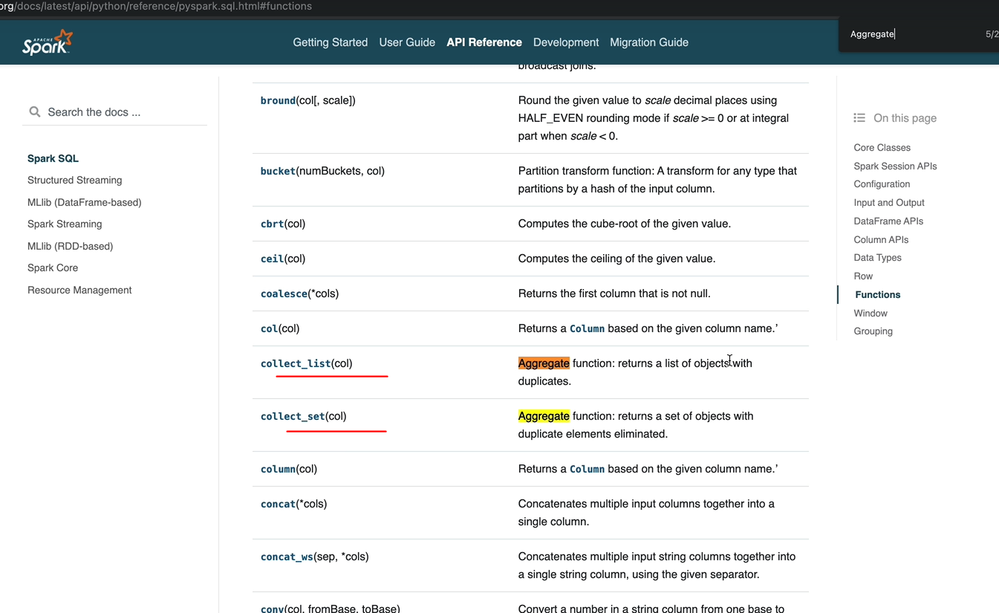 org/docs/latest/api/python/reference/pyspark.sql.html#functions
Aggregate
5/2
APACHE
Spark
Getting Started
User Guide
API Reference
Development
Migration Guide
broadcast joins.
Search the docs ...
Spark SQL
Structured Streaming
MLlib (DataFrame-based)
Spark Streaming
MLlib (RDD-based)
Spark Core
Resource Management
bround(col[, scale])
Round the given value to scale decimal places using
HALF_EVEN rounding mode if scale >= 0 or at integral
part when scale < 0.
bucket(numBuckets, col)
Partition transform function: A transform for any type that
partitions by a hash of the input column.
cbrt(col)
Computes the cube-root of the given value.
ceil(col)
Computes the ceiling of the given value.
coalesce(*cols)
Returns the first column that is not null.
col(col)
Returns a Column based on the given column name.’
collect_list(col)
Aggregate function: returns a list of objects with
duplicates.
collect_set(col)
Aggregate function: returns a set of objects with
duplicate elements eliminated.
column(col)
Returns a Column based on the given column name.’
concat(*cols)
Concatenates multiple input columns together into a
single column.
concat_ws(sep, *cols)
Concatenates multiple input string columns together into
a single string column, using the given separator.
conv(col, fromBase, toBase)
Convert a number in a string column from one base to
On this page
Core Classes
Spark Session APIs
Configuration
Input and Output
DataFrame APIs
Column APIs
Data Types
Row
Functions
Window
Grouping